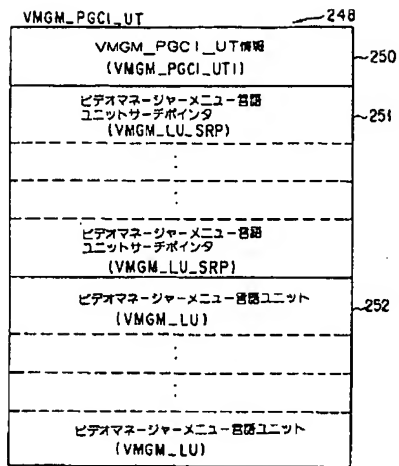 VMGM_PGCI_UT
248
VMGM_PGCI_UT情報
(VMGM_PGCI_UTI)
250
ビデオマネージャーメニュー言語
ユニットサーチポインタ
(VMGM_LU_SRP)
251
ビデオマネージャーメニュー言語
ユニットサーチポインタ
(VMGM_LU_SRP)
ビデオマネージャーメニュー言語ユニット
(VMGM_LU)
252
ビデオマネージャーメニュー言語ユニット
(VMGM_LU)